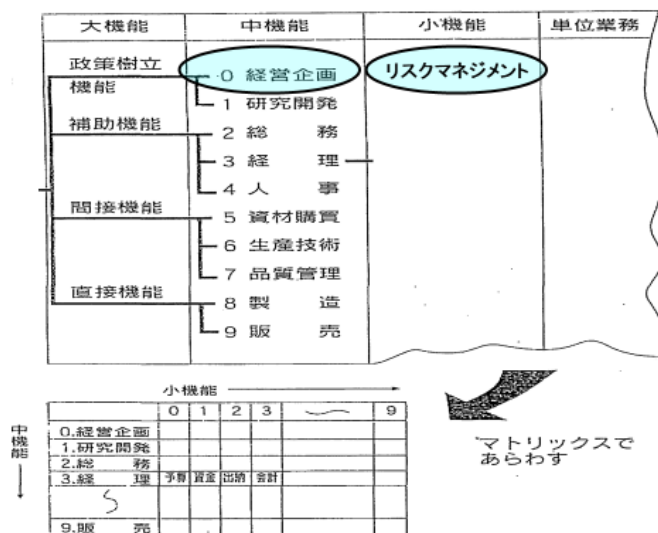 大機能 中機能 小機能 単位業務
政策樹立機能
0 経営企画 リスクマネジメント
1 研究開発
補助機能
2 総務
3 経理
4 人事
間接機能
5 資材購買
6 生産技術
7 品質管理
直接機能
8 製造
9 販売
小機能
中機能
0 1 2 3 9
0.経営企画
1.研究開発
2.総務
3.経理 予算 資金 出納 会計
9.販売
マトリックスで
あらわす